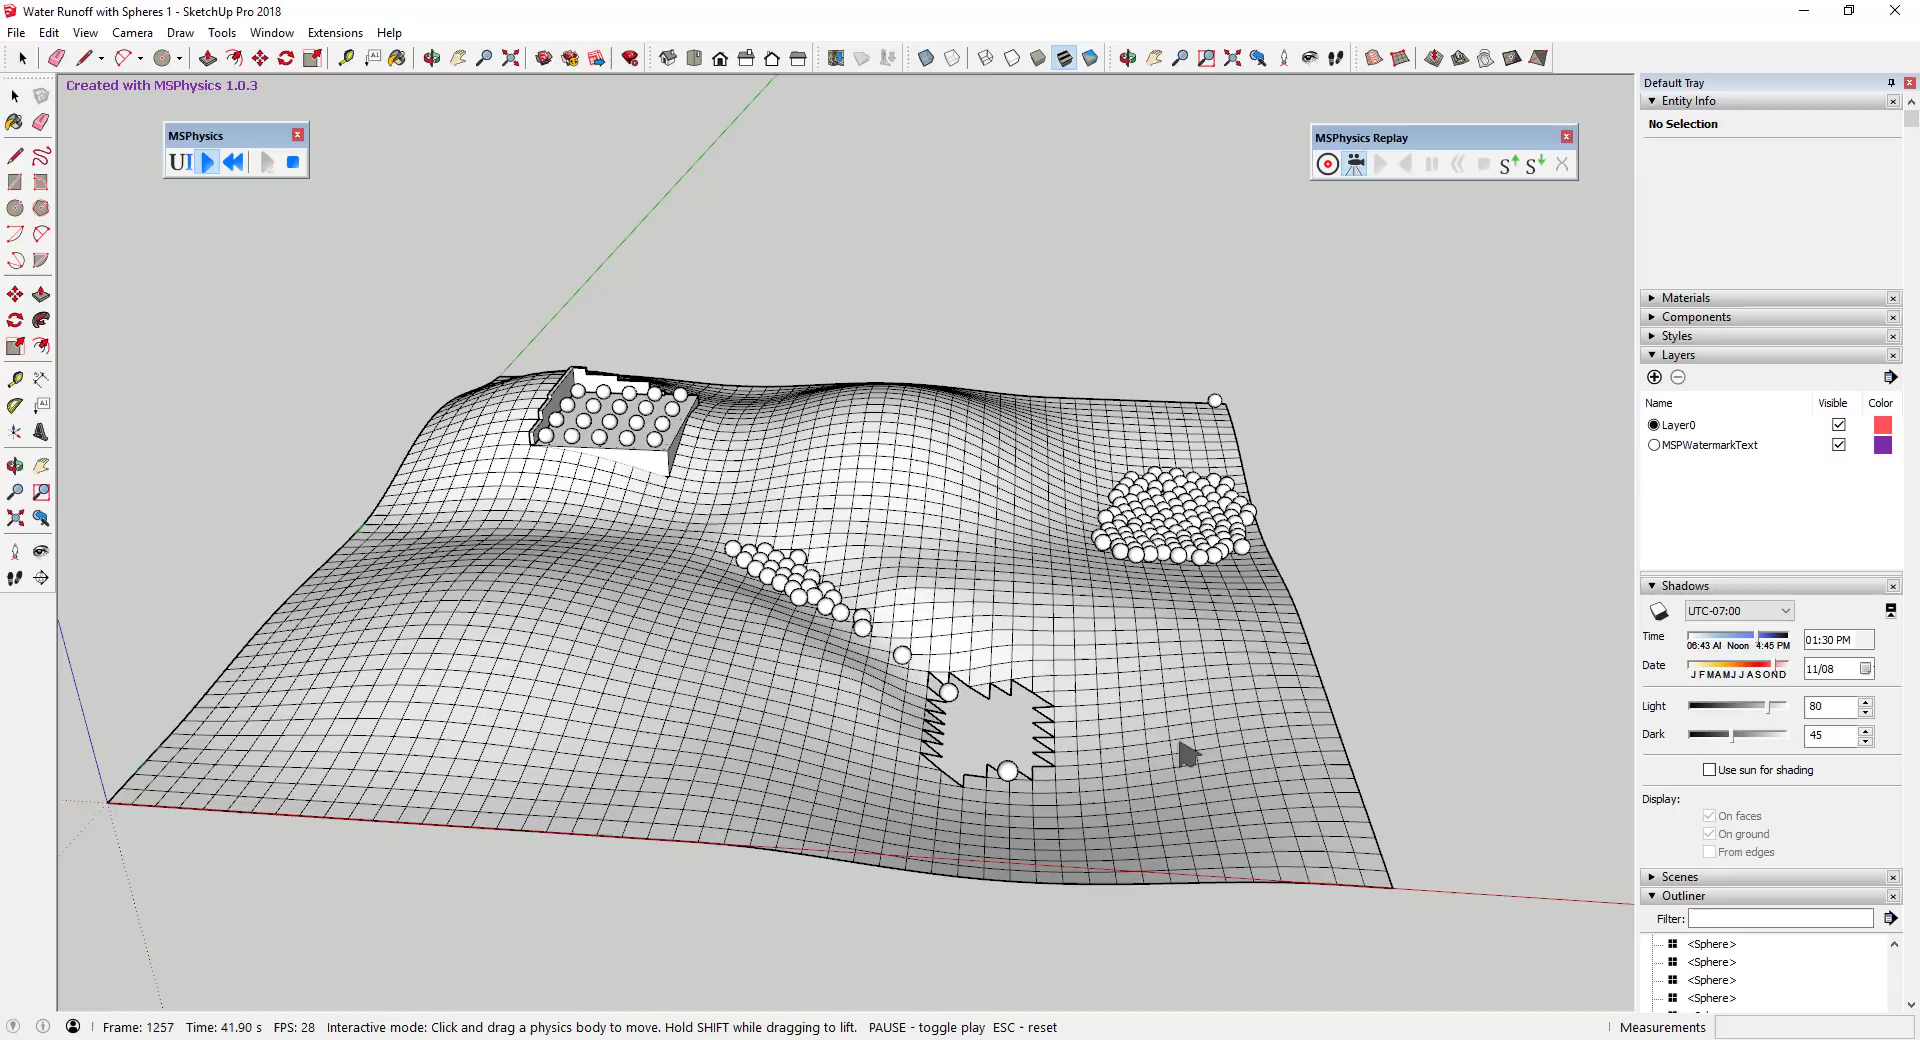 Water Runoff with Spheres 1 - SketchUp Pro 2018
File Edit View Camera Draw Tools Window Extensions Help
Created with MSPhysics 1.0.3
MSPhysics
UI
MSPhysics Replay
S S
Default Tray
Entity Info
No Selection
Materials
Components
Styles
Layers
Name Visible Color
Layer0
MSPWatermarkText
Shadows
UTC-07:00
Time 01:30 PM
06:43 AI Noon 4:45 PM
Date 11/08
J F M A M J J A S O N D
Light 80
Dark 45
Use sun for shading
Display:
On faces
On ground
From edges
Scenes
Outliner
Filter:
<Sphere>
<Sphere>
<Sphere>
<Sphere>
Frame: 1257 Time: 41.90 s FPS: 28 Interactive mode: Click and drag a physics body to move. Hold SHIFT while dragging to lift. PAUSE - toggle play ESC - reset
Measurements